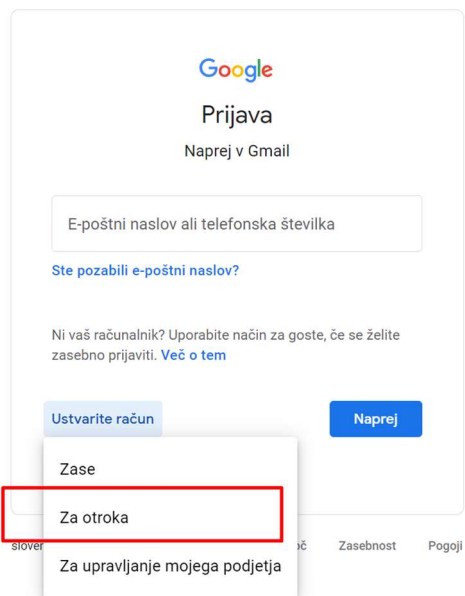 Google
Prijava
Naprej v Gmail
E-poštni naslov ali telefonska številka
Ste pozabili e-poštni naslov?
Ni vaš računalnik? Uporabite način za goste, če se želite
zasebno prijaviti. Več o tem
Ustvarite račun
Naprej
Zase
Za otroka
Zasebnost
Pogoji
Za upravljanje mojega podjetja